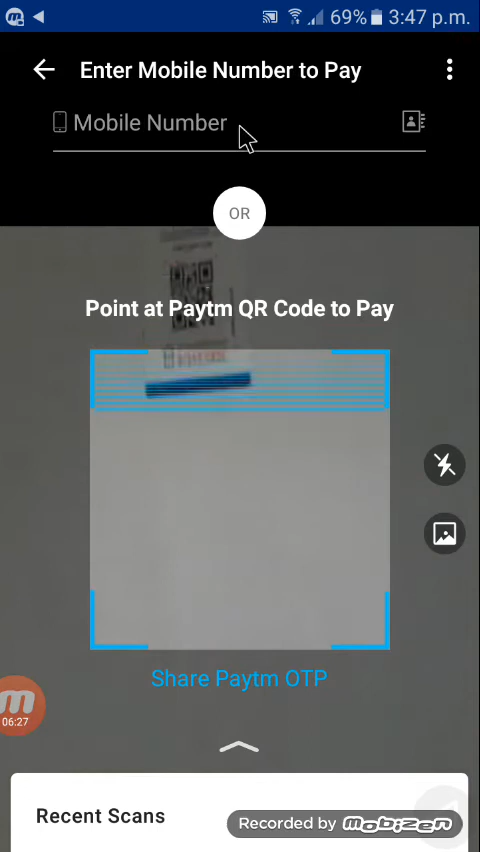 69% 3:47 p.m.
Enter Mobile Number to Pay
Mobile Number
OR
Point at Paytm QR Code to Pay
Share Paytm OTP
06:27
Recent Scans
Recorded by mobizen